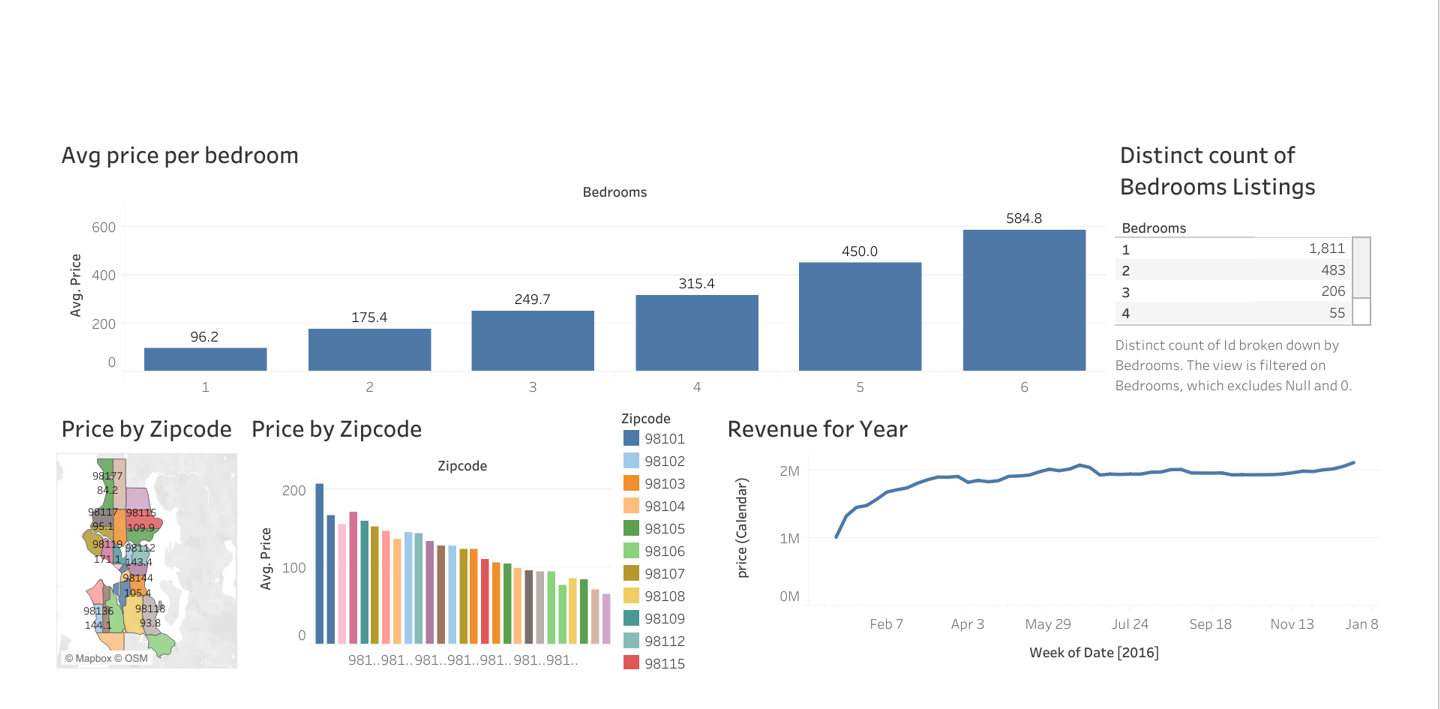 Avg price per bedroom
Bedrooms
Avg. Price
600
400
200
0
96.2
175.4
249.7
315.4
450.0
584.8
1
2
3
4
5
6
Distinct count of
Bedrooms Listings
Bedrooms
1 1,811
2 483
3 206
4 55
Distinct count of Id broken down by
Bedrooms. The view is filtered on
Bedrooms, which excludes Null and 0.
Price by Zipcode
98177
84.2
98117
95.1
98115
109.9
98119
171.1
98112
143.4
98144
105.4
98136
144.1
98118
93.8
© Mapbox © OSM
Price by Zipcode
Zipcode
Avg. Price
200
100
0
981.. 981.. 981.. 981.. 981.. 981.. 981..
Zipcode
98101
98102
98103
98104
98105
98106
98107
98108
98109
98112
98115
Revenue for Year
price (Calendar)
2M
1M
0M
Feb 7
Apr 3
May 29
Jul 24
Sep 18
Nov 13
Jan 8
Week of Date [2016]